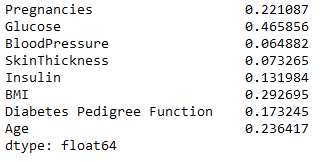 Pregnancies 0.221087
Glucose 0.465856
BloodPressure 0.064882
SkinThickness 0.073265
Insulin 0.131984
BMI 0.292695
Diabetes Pedigree Function 0.173245
Age 0.236417
dtype: float64